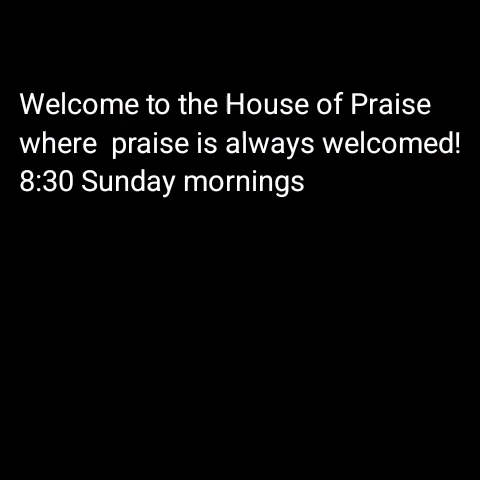 Welcome to the House of Praise
where  praise is always welcomed!
8:30 Sunday mornings